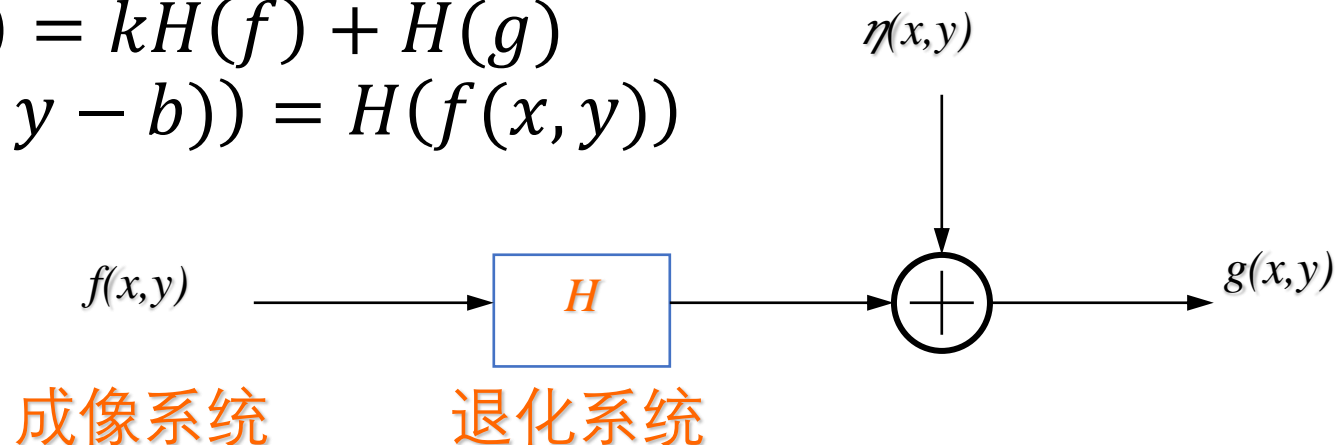 ) = kH(f) + H(g)
y − b)) = H(f(x, y))
η(x,y)
f(x,y)
H
g(x,y)
成像系统
退化系统